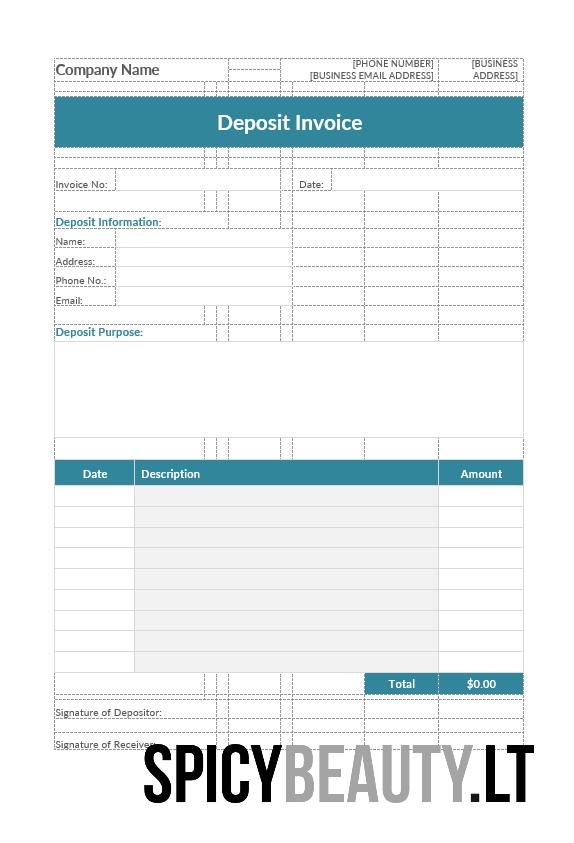 Company Name
[PHONE NUMBER]
[BUSINESS EMAIL ADDRESS]
[BUSINESS
ADDRESS]
Deposit Invoice
Invoice No:
Date:
Deposit Information:
Name:
Address:
Phone No.:
Email:
Deposit Purpose:
Date Description Amount
Total $0.00
Signature of Depositor:
Signature of Receiver:
SPICYBEAUTY.LT